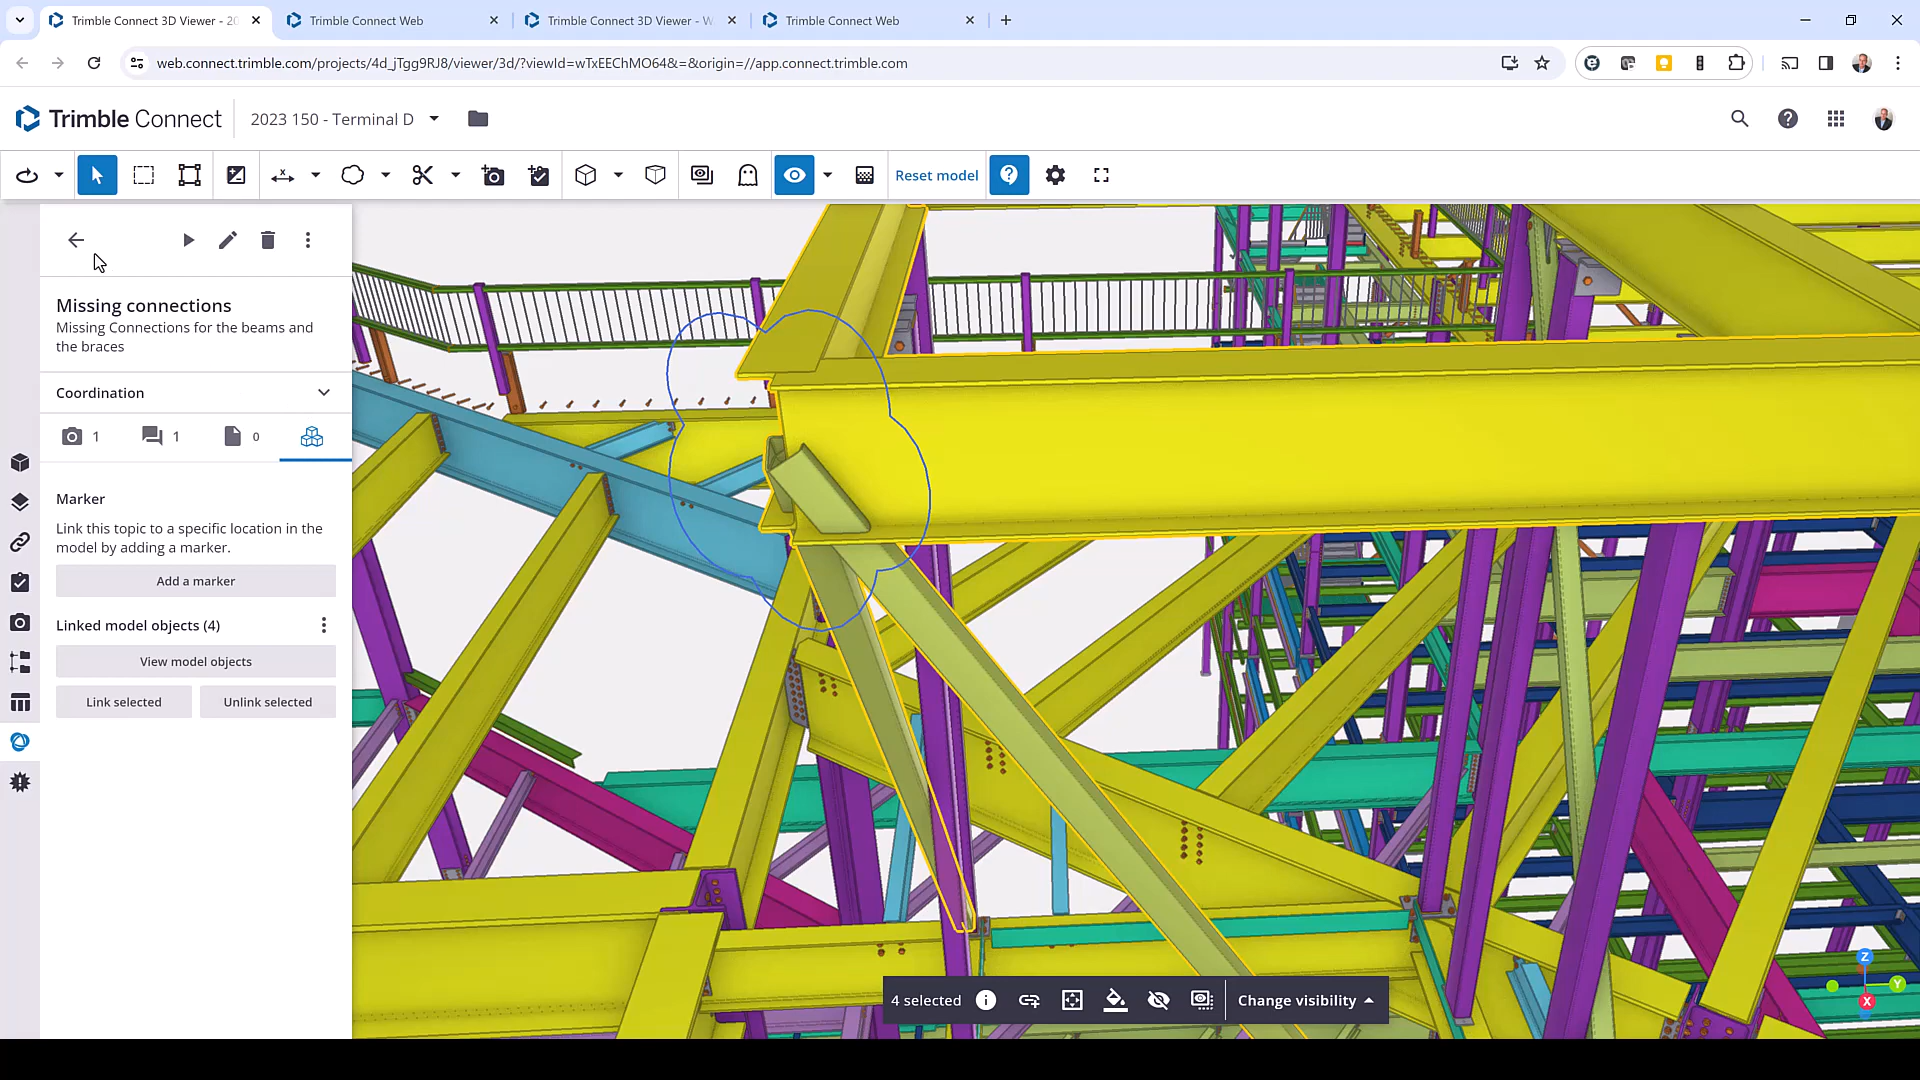 Trimble Connect 3D Viewer - 20
Trimble Connect Web
Trimble Connect 3D Viewer - W
Trimble Connect Web
web.connect.trimble.com/projects/4d_jTgg9RJ8/viewer/3d/?viewId=wTxEEChMO64&=&origin=//app.connect.trimble.com
Trimble Connect
2023 150 - Terminal D
Reset model
Missing connections
Missing Connections for the beams and
the braces
Coordination
1
1
0
Marker
Link this topic to a specific location in the
model by adding a marker.
Add a marker
Linked model objects (4)
View model objects
Link selected
Unlink selected
4 selected
Change visibility
Z
Y
X